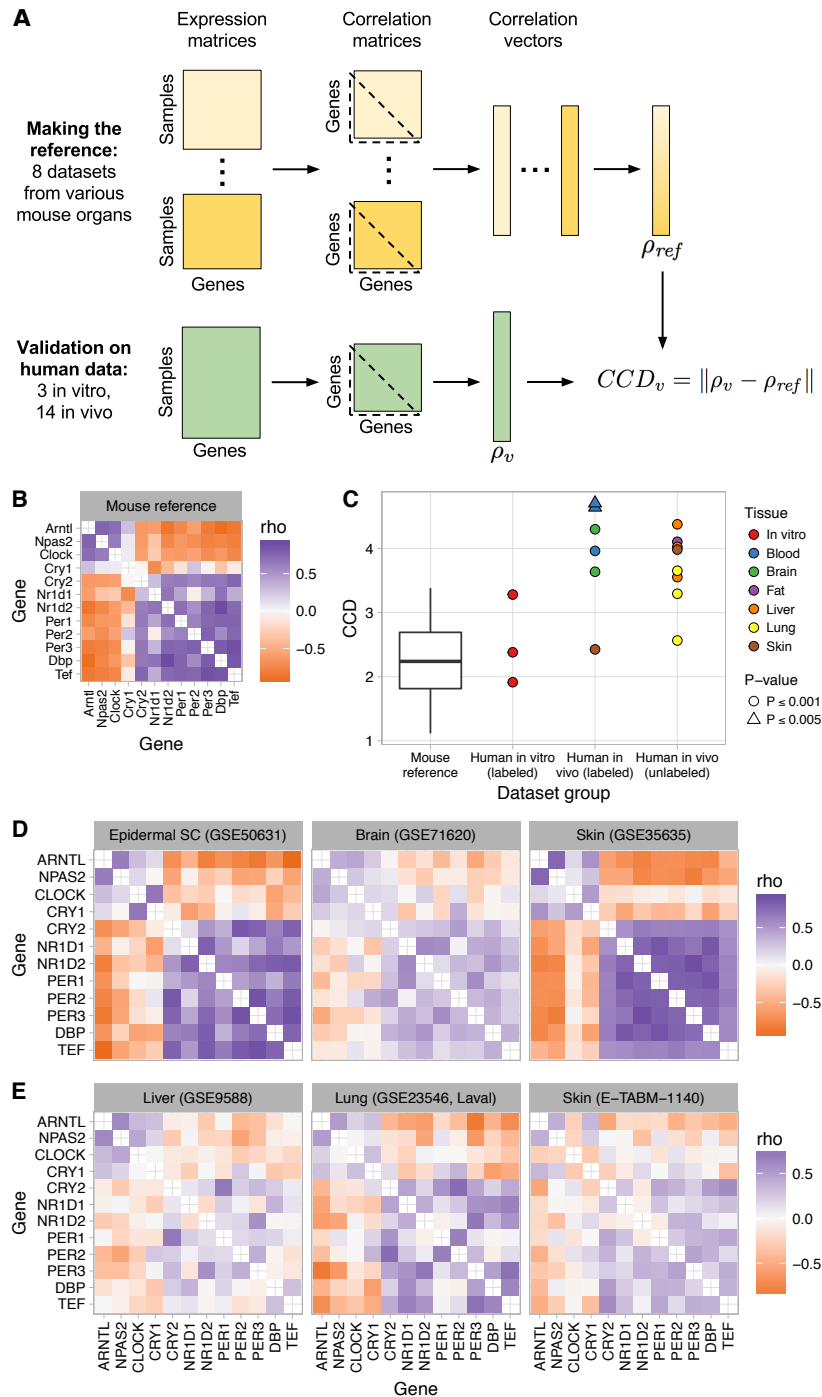 A
Expression
matrices
Correlation
matrices
Correlation
vectors
Making the
reference:
8 datasets
from various
mouse organs
Samples
Samples
Genes
Genes
Genes
Genes
ρref
Validation on
human data:
3 in vitro,
14 in vivo
Samples
Genes
Genes
Genes
ρv
CCDv = ‖ρv − ρref‖
B
Mouse reference
Gene
Arntl
Npas2
Clock
Cry1
Cry2
Nr1d1
Nr1d2
Per1
Per2
Per3
Dbp
Tef
Arntl
Npas2
Clock
Cry1
Cry2
Nr1d1
Nr1d2
Per1
Per2
Per3
Dbp
Tef
Gene
rho
0.5
0.0
−0.5
C
CCD
4
3
2
1
Mouse
reference
Human in vitro
(labeled)
Human in
vivo (labeled)
Human in vivo
(unlabeled)
Dataset group
Tissue
In vitro
Blood
Brain
Fat
Liver
Lung
Skin
P−value
P ≤ 0.001
P ≤ 0.005
D
Epidermal SC (GSE50631)
Brain (GSE71620)
Skin (GSE35635)
Gene
ARNTL
NPAS2
CLOCK
CRY1
CRY2
NR1D1
NR1D2
PER1
PER2
PER3
DBP
TEF
rho
0.5
0.0
−0.5
E
Liver (GSE9588)
Lung (GSE23546, Laval)
Skin (E−TABM−1140)
Gene
ARNTL
NPAS2
CLOCK
CRY1
CRY2
NR1D1
NR1D2
PER1
PER2
PER3
DBP
TEF
rho
0.5
0.0
−0.5
ARNTL
NPAS2
CLOCK
CRY1
CRY2
NR1D1
NR1D2
PER1
PER2
PER3
DBP
TEF
ARNTL
NPAS2
CLOCK
CRY1
CRY2
NR1D1
NR1D2
PER1
PER2
PER3
DBP
TEF
ARNTL
NPAS2
CLOCK
CRY1
CRY2
NR1D1
NR1D2
PER1
PER2
PER3
DBP
TEF
Gene